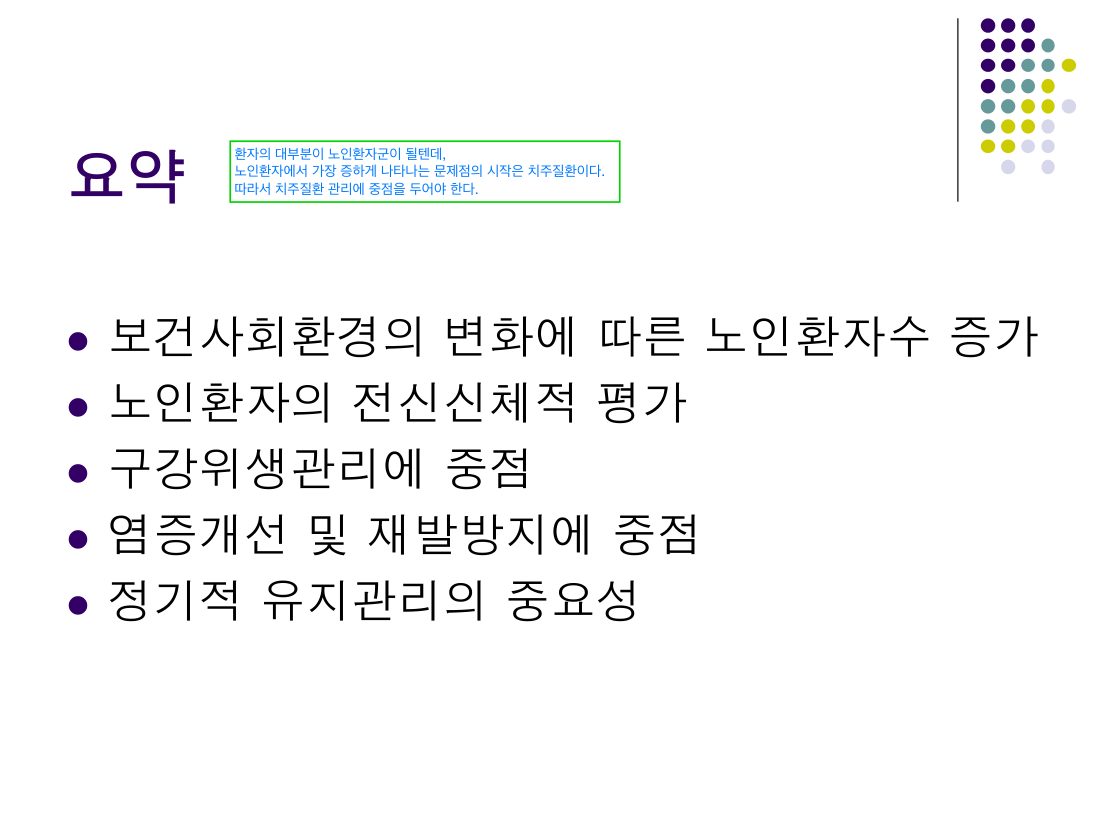 요약
환자의 대부분이 노인환자군이 될텐데,
노인환자에서 가장 증하게 나타나는 문제점의 시작은 치주질환이다.
따라서 치주질환 관리에 중점을 두어야 한다.
보건사회환경의 변화에 따른 노인환자수 증가
노인환자의 전신신체적 평가
구강위생관리에 중점
염증개선 및 재발방지에 중점
정기적 유지관리의 중요성